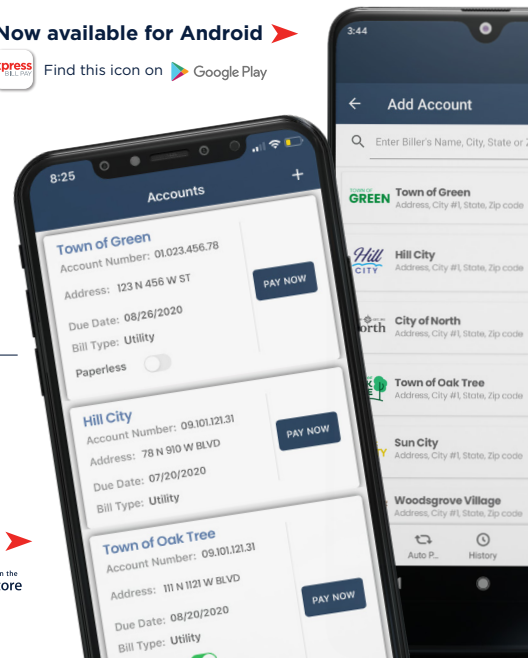 Now available for Android
xpress
BILL PAY
Find this icon on Google Play
8:25
Accounts
+
Town of Green
Account Number: 01.023.456.78
Address: 123 N 456 W ST
Due Date: 08/26/2020
Bill Type: Utility
Paperless
PAY NOW
Hill City
Account Number: 09.101.121.31
Address: 78 N 910 W BLVD
Due Date: 07/20/2020
Bill Type: Utility
PAY NOW
Town of Oak Tree
Account Number: 09.101.121.31
Address: 111 N 1121 W BLVD
Due Date: 08/20/2020
Bill Type: Utility
PAY NOW
3:44
Add Account
Enter Biller's Name, City, State or Z
TOWN OF
GREEN
Town of Green
Address, City #1, State, Zip code
Hill
CITY
Hill City
Address, City #1, State, Zip code
orth
City of North
Address, City #1, State, Zip code
Town of Oak Tree
Address, City #1, State, Zip code
Y
Sun City
Address, City #1, State, Zip code
Woodsgrove Village
Address, City #1, State, Zip code
Auto P...
History
n the
ore